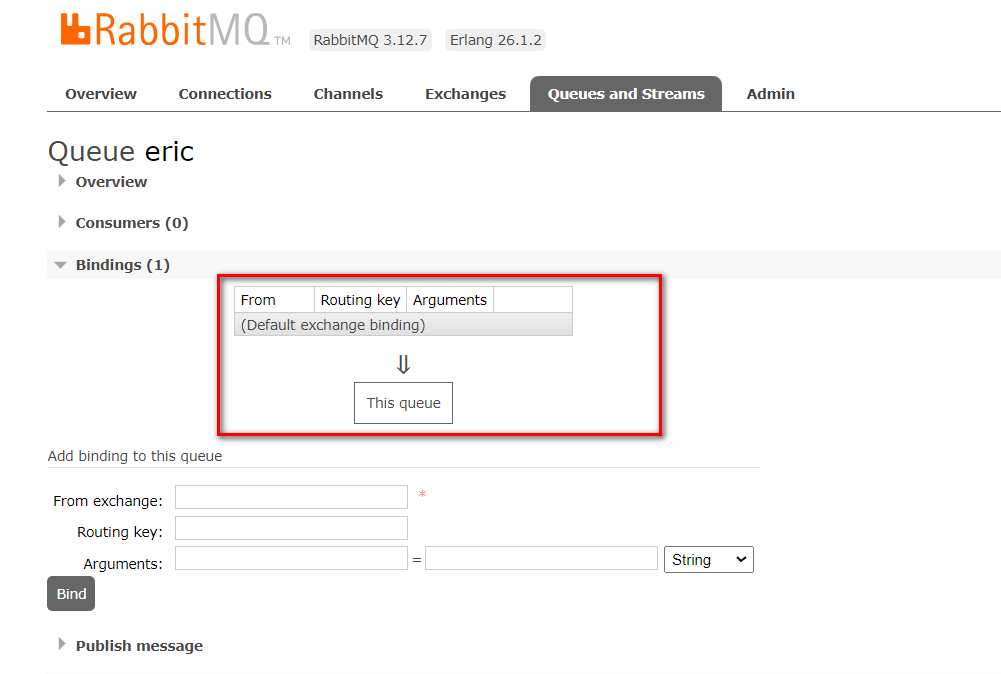 RabbitMQ TM RabbitMQ 3.12.7 Erlang 26.1.2
Overview Connections Channels Exchanges Queues and Streams Admin
Queue eric
Overview
Consumers (0)
Bindings (1)
From Routing key Arguments
(Default exchange binding)
⇓
This queue
Add binding to this queue
From exchange: *
Routing key:
Arguments: = String
Bind
Publish message